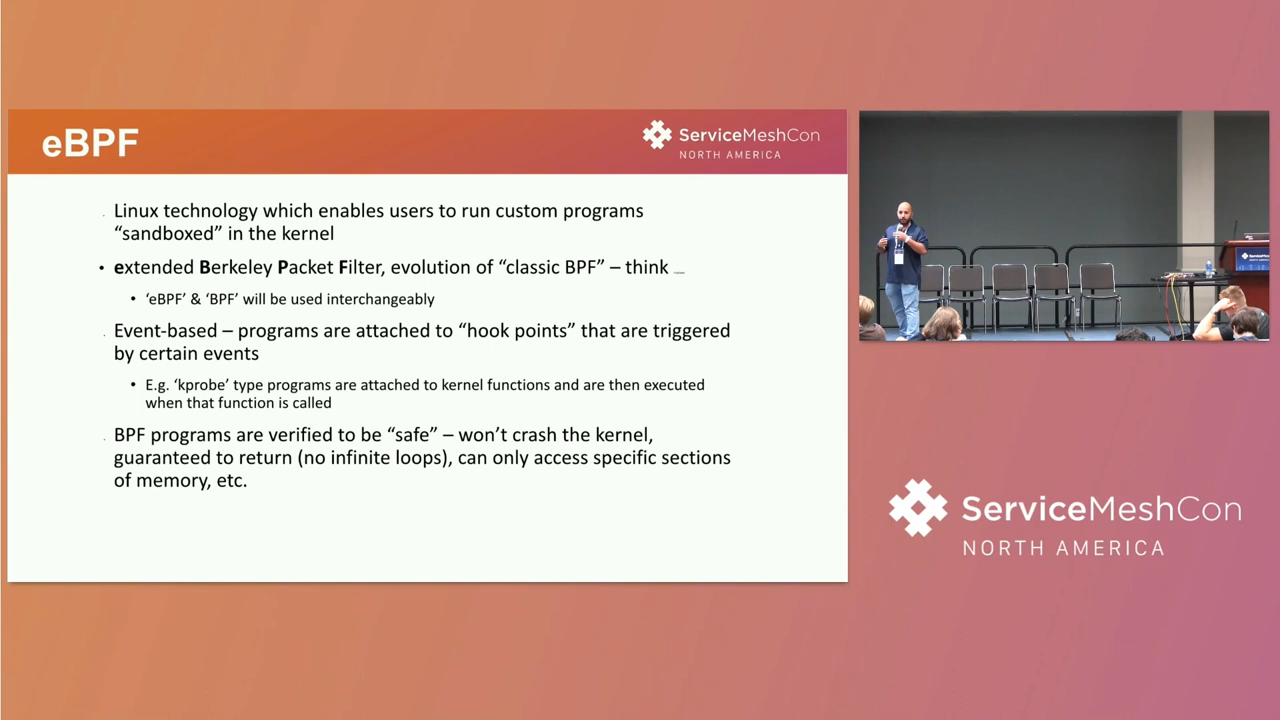 eBPF
ServiceMeshCon
NORTH AMERICA
Linux technology which enables users to run custom programs
“sandboxed” in the kernel
• extended Berkeley Packet Filter, evolution of “classic BPF” – think
• ‘eBPF’ & ‘BPF’ will be used interchangeably
Event-based – programs are attached to “hook points” that are triggered
by certain events
• E.g. ‘kprobe’ type programs are attached to kernel functions and are then executed
when that function is called
BPF programs are verified to be “safe” – won’t crash the kernel,
guaranteed to return (no infinite loops), can only access specific sections
of memory, etc.
ServiceMeshCon
ServiceMeshCon
NORTH AMERICA